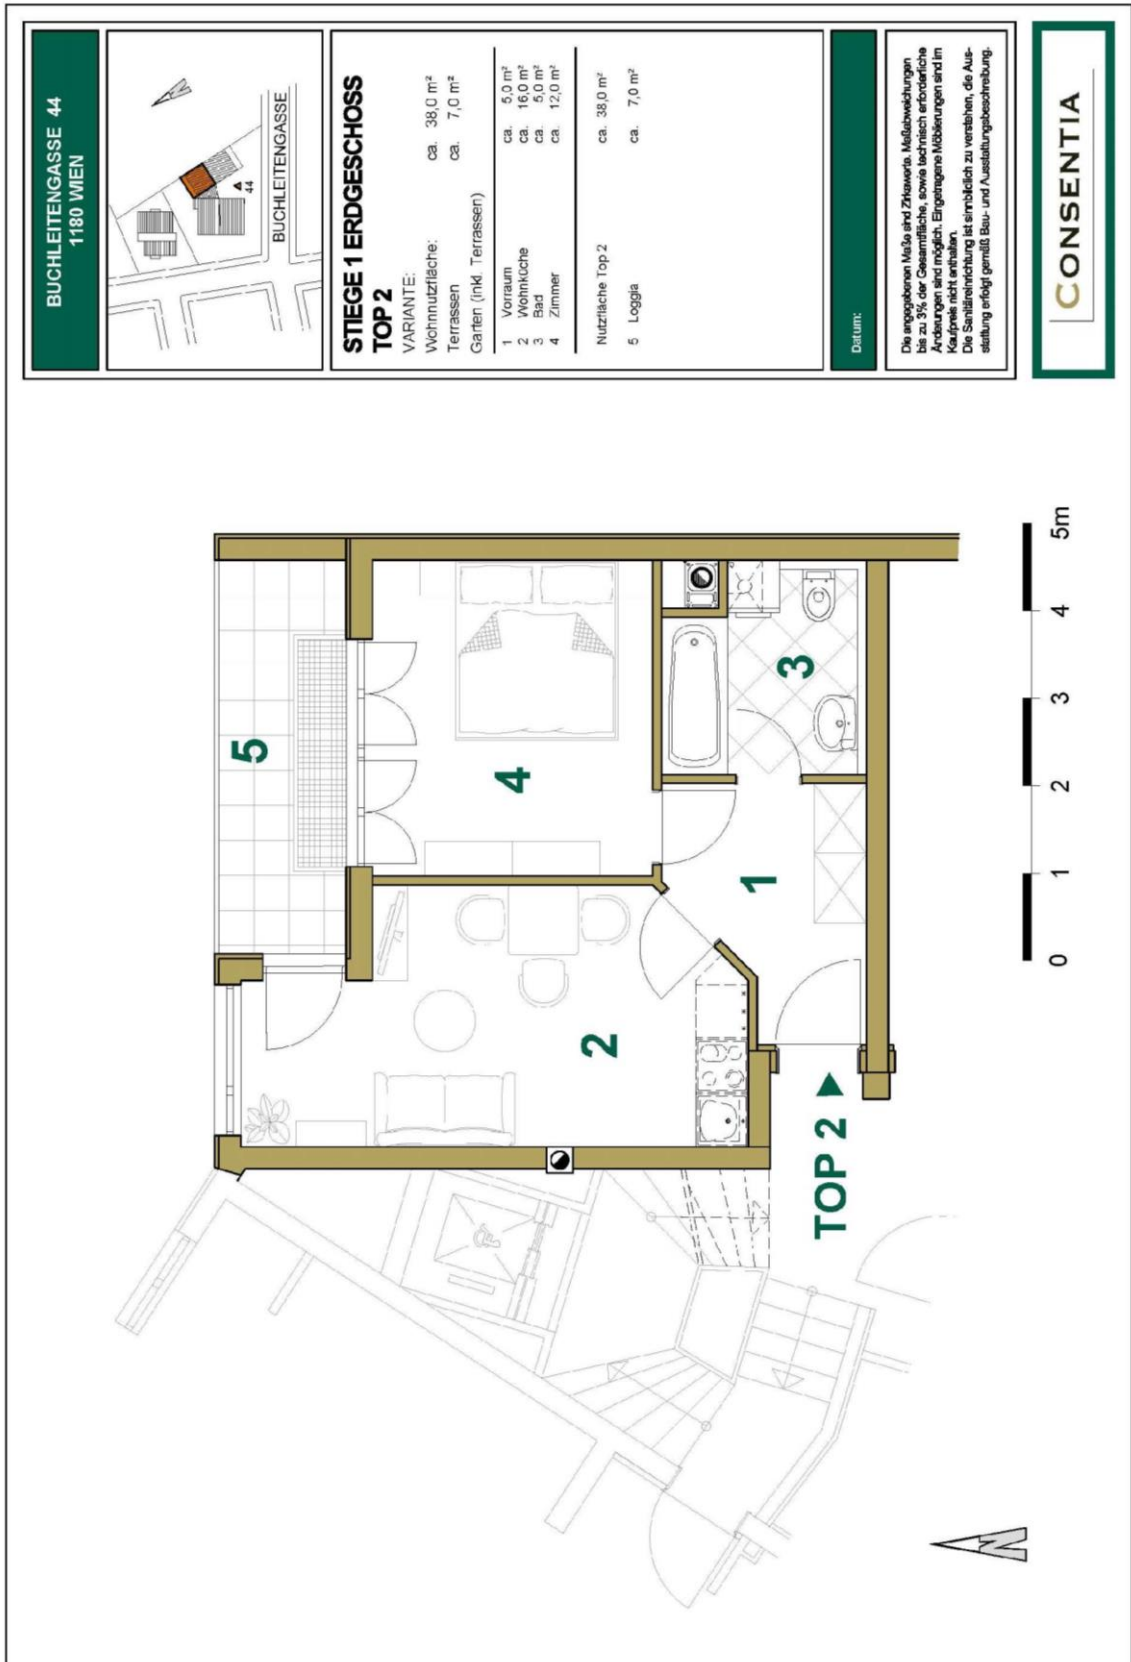 BUCHLEITENGASSE 44
1180 WIEN
N
44
BUCHLEITENGASSE
STIEGE 1 ERDGESCHOSS
TOP 2
VARIANTE:
Wohnnutzfläche: ca. 38,0 m²
Terrassen ca. 7,0 m²
Garten (inkl. Terrassen)
1 Vorraum ca. 5,0 m²
2 Wohnküche ca. 16,0 m²
3 Bad ca. 5,0 m²
4 Zimmer ca. 12,0 m²
Nutzfläche Top 2 ca. 38,0 m²
5 Loggia ca. 7,0 m²
Datum:
Die angegebenen Maße sind Zirkawerte. Maßabweichungen
bis zu 3% der Gesamtfläche, sowie technisch erforderliche
Änderungen sind möglich. Eingetragene Möblierungen sind im
Kaufpreis nicht enthalten.
Die Sanitäreinrichtung ist sinnbildlich zu verstehen, die Aus-
stattung erfolgt gemäß Bau- und Ausstattungsbeschreibung.
CONSENTIA
5
4
3
2
1
TOP 2
0 1 2 3 4 5m
N